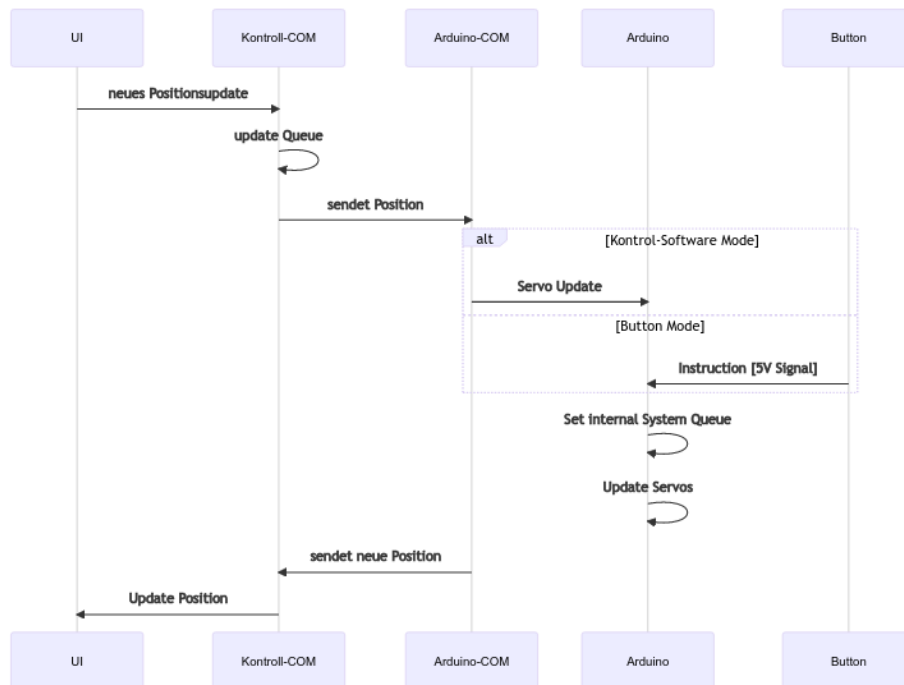 UI
Kontroll-COM
Arduino-COM
Arduino
Button
neues Positionsupdate
update Queue
sendet Position
alt
[Kontrol-Software Mode]
Servo Update
[Button Mode]
Instruction [5V Signal]
Set internal System Queue
Update Servos
sendet neue Position
Update Position
UI
Kontroll-COM
Arduino-COM
Arduino
Button